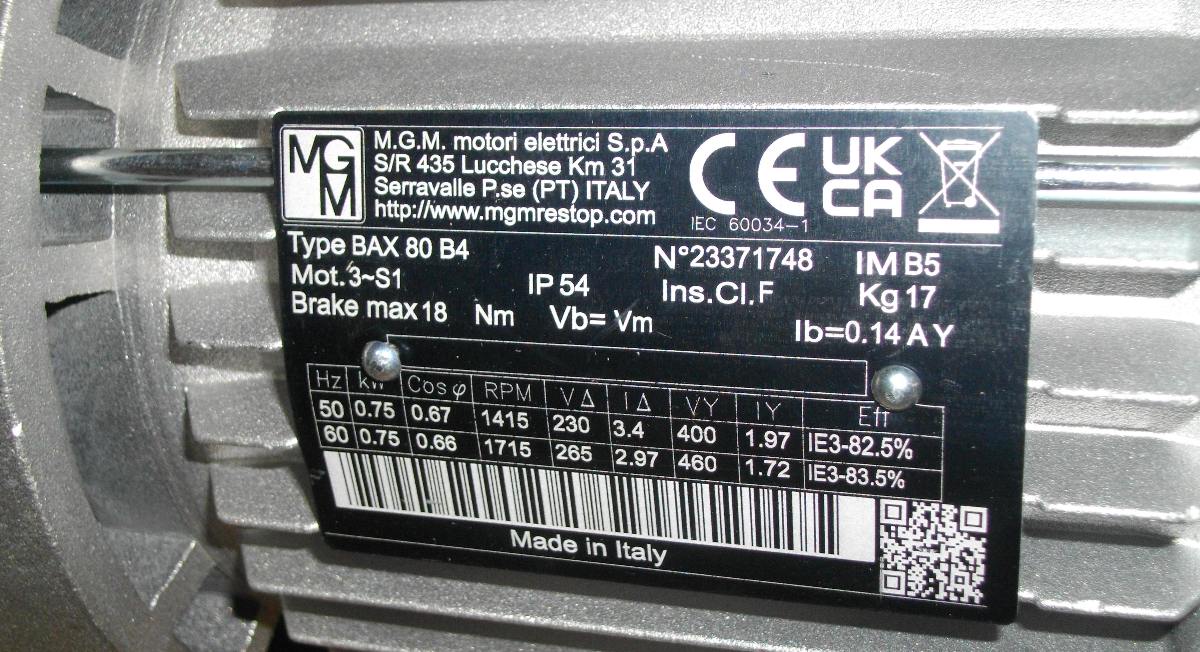 MGM
M.G.M. motori elettrici S.p.A
S/R 435 Lucchese Km 31
Serravalle P.se (PT) ITALY
http://www.mgmrestop.com
CE
IEC 60034-1
UK
CA
Type BAX 80 B4 N°23371748 IM B5
Mot.3~S1 IP 54 Ins.Cl.F Kg 17
Brake max 18 Nm Vb= Vm Ib=0.14 A Y
Hz kW Cos φ RPM V Δ I Δ VY IY Eff
50 0.75 0.67 1415 230 3.4 400 1.97 IE3-82.5%
60 0.75 0.66 1715 265 2.97 460 1.72 IE3-83.5%
Made in Italy